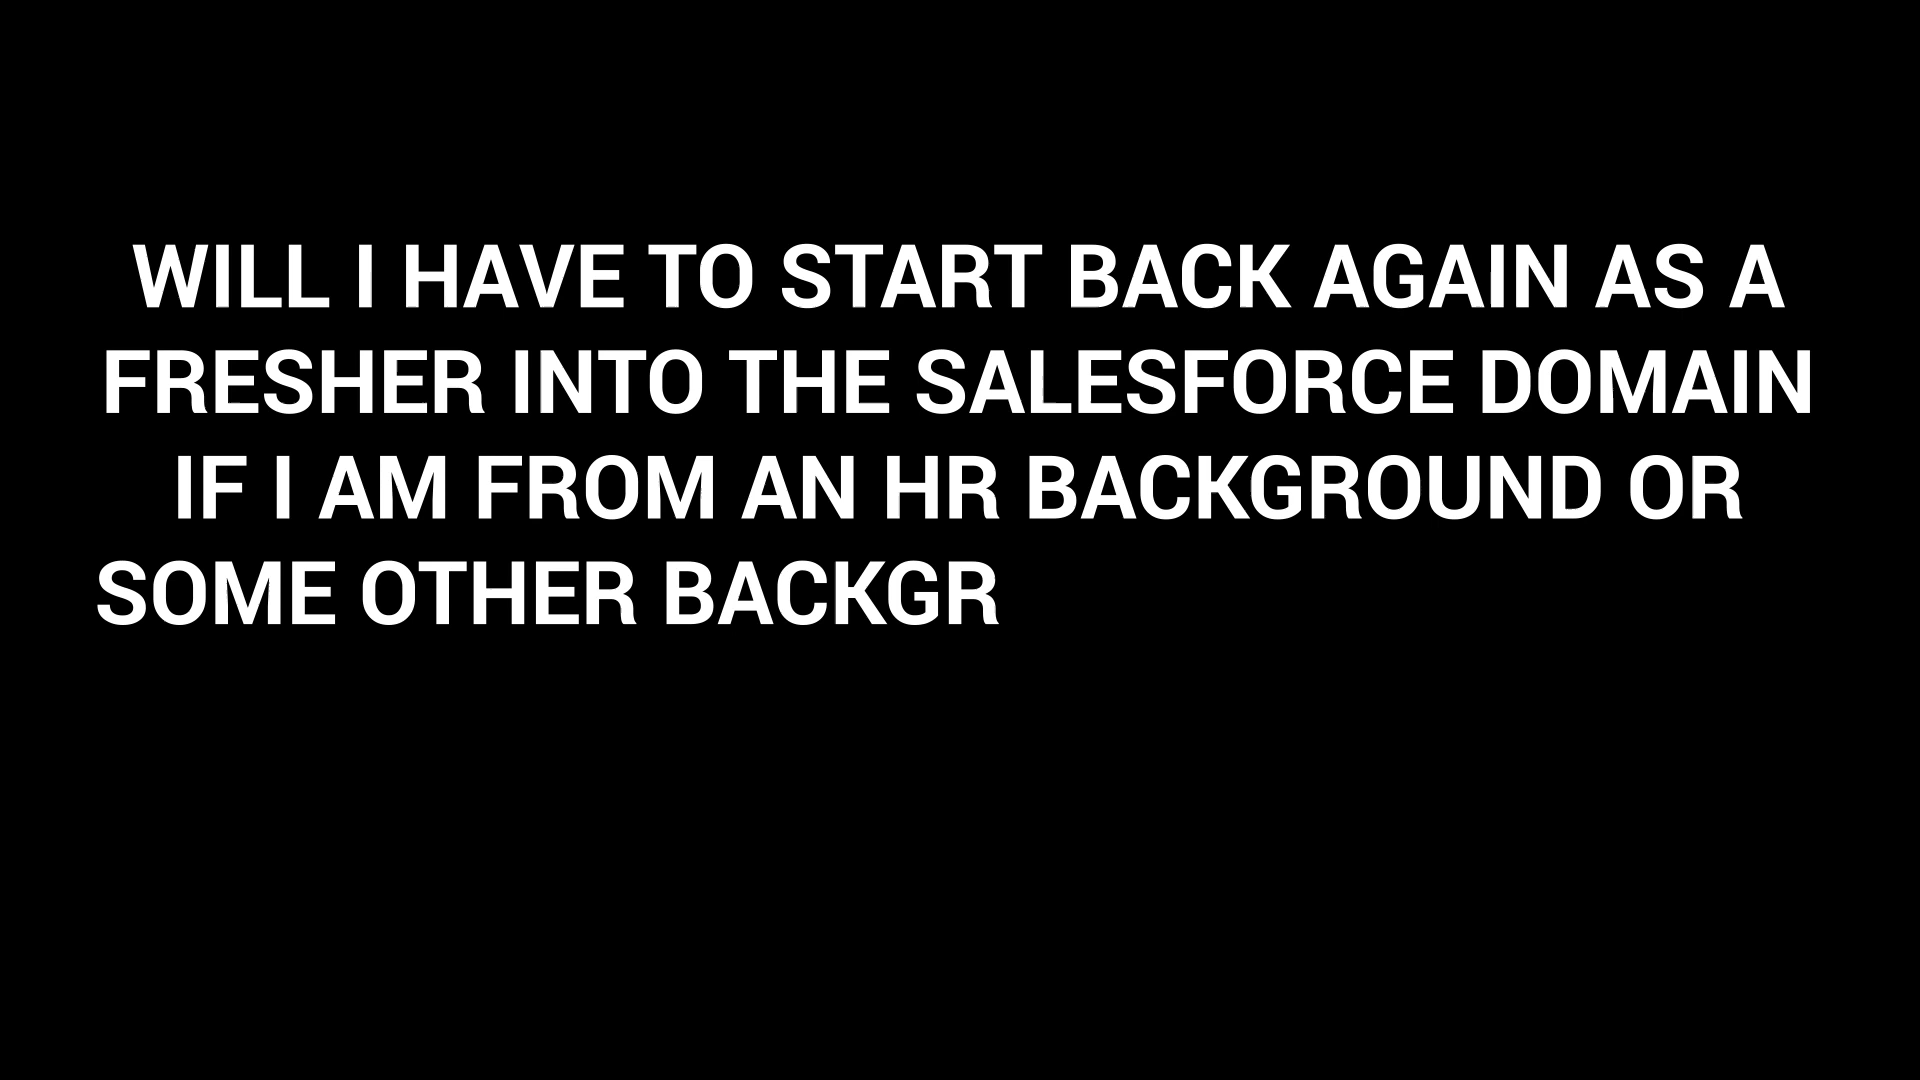 WILL I HAVE TO START BACK AGAIN AS A
FRESHER INTO THE SALESFORCE DOMAIN
IF I AM FROM AN HR BACKGROUND OR
SOME OTHER BACKGR